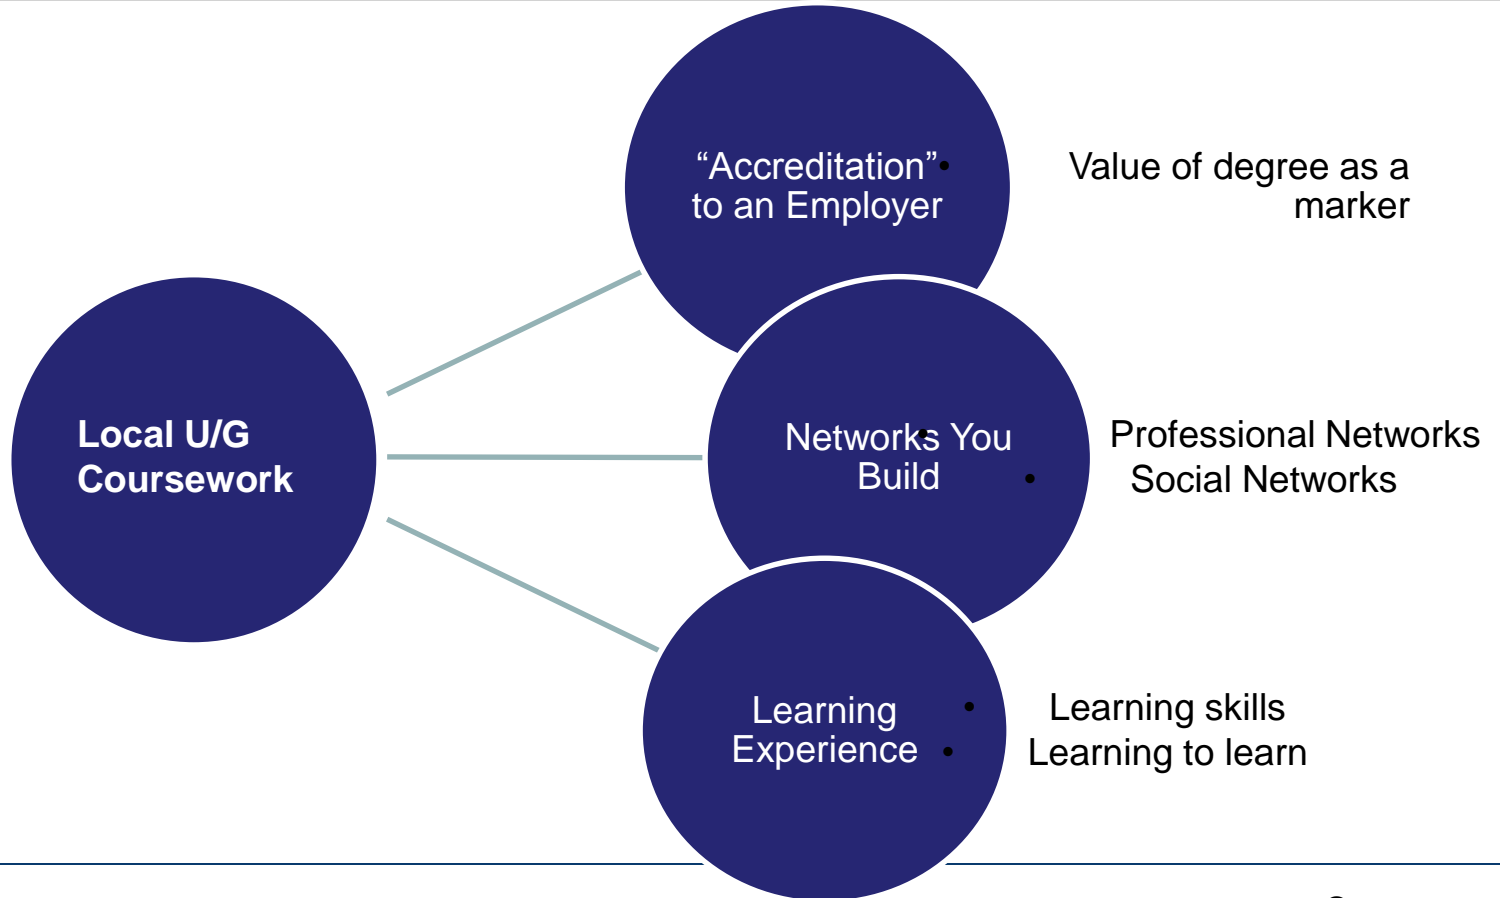 “Accreditation”
to an Employer
• Value of degree as a
marker
Local U/G
Coursework
Networks You
Build
• Professional Networks
• Social Networks
Learning
Experience
• Learning skills
• Learning to learn